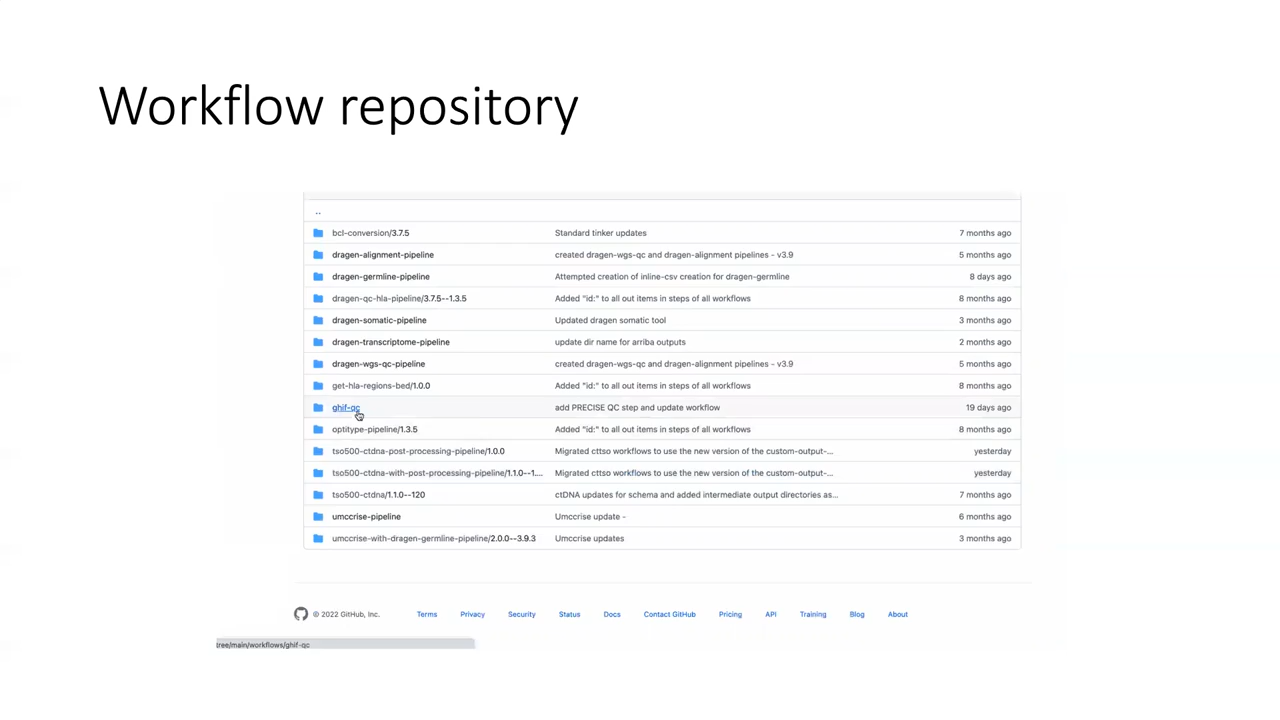 Workflow repository
..
bcl-conversion/3.7.5 Standard tinker updates 7 months ago
dragen-alignment-pipeline created dragen-wgs-qc and dragen-alignment pipelines - v3.9 5 months ago
dragen-germline-pipeline Attempted creation of inline-csv creation for dragen-germline 8 days ago
dragen-qc-hla-pipeline/3.7.5--1.3.5 Added "id:" to all out items in steps of all workflows 8 months ago
dragen-somatic-pipeline Updated dragen somatic tool 3 months ago
dragen-transcriptome-pipeline update dir name for arriba outputs 2 months ago
dragen-wgs-qc-pipeline created dragen-wgs-qc and dragen-alignment pipelines - v3.9 5 months ago
get-hla-regions-bed/1.0.0 Added "id:" to all out items in steps of all workflows 8 months ago
ghif-qc add PRECISE QC step and update workflow 19 days ago
optitype-pipeline/1.3.5 Added "id:" to all out items in steps of all workflows 8 months ago
tso500-ctdna-post-processing-pipeline/1.0.0 Migrated cttso workflows to use the new version of the custom-output-... yesterday
tso500-ctdna-with-post-processing-pipeline/1.1.0--1.... Migrated cttso workflows to use the new version of the custom-output-... yesterday
tso500-ctdna/1.1.0--120 ctDNA updates for schema and added intermediate output directories as... 7 months ago
umccrise-pipeline Umccrise update - 6 months ago
umccrise-with-dragen-germline-pipeline/2.0.0--3.9.3 Umccrise updates 3 months ago
© 2022 GitHub, Inc. Terms Privacy Security Status Docs Contact GitHub Pricing API Training Blog About
tree/main/workflows/ghif-qc